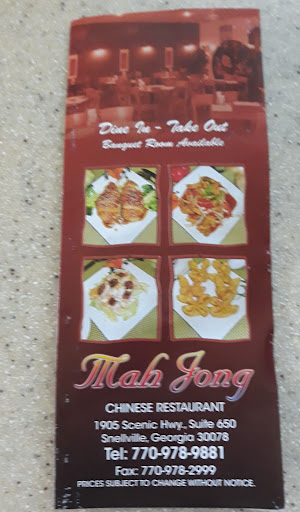 Dine In - Take Out
Banquet Room Available
Mah Jong
CHINESE RESTAURANT
1905 Scenic Hwy., Suite 650
Snellville, Georgia 30078
Tel: 770-978-9881
Fax: 770-978-2999
PRICES SUBJECT TO CHANGE WITHOUT NOTICE.